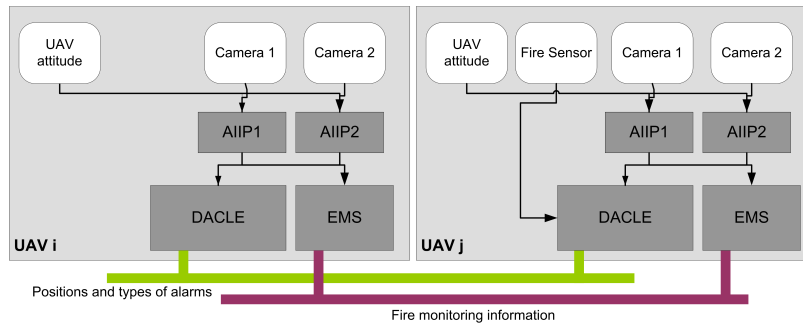 UAV
attitude
Camera 1
Camera 2
AIIP1
AIIP2
DACLE
EMS
UAV i
UAV
attitude
Fire Sensor
Camera 1
Camera 2
AIIP1
AIIP2
DACLE
EMS
UAV j
Positions and types of alarms
Fire monitoring information